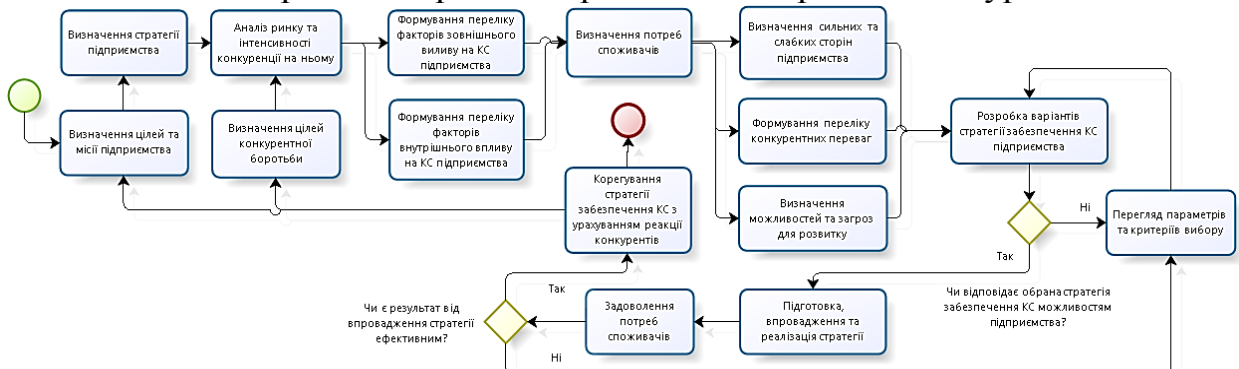 Визначення стратегії
підприємства
Аналіз ринку та
інтенсивності
конкуренції на ньому
Формування переліку
факторів зовнішнього
виливу на КС
підприємства
Визначення потреб
споживачів
Визначення сильних та
слабких сторін
підприємства
Визначення цілей та
місії підприємства
Визначення цілей
конкурентної
боротьби
Формування переліку
факторів
внутрішнього впливу
на КС підприємства
Формування переліку
конкурентних переваг
Розробка варіантів
стратегії забезпечення КС
підприємства
Корегування
стратегії
забезпечення КС з
урахуванням реакції
конкурентів
Визначення
можливостей та загроз
для розвитку
Ні
Перегляд параметрів
та критеріїв вибору
Так
Чи відповідає обрана стратегія
забезпечення КС можливостям
підприємства?
Підготовка,
впровадження та
реалізація стратегії
Задоволення
потреб
споживачів
Так
Чи є результат від
впровадження стратегії
ефективним?
Ні